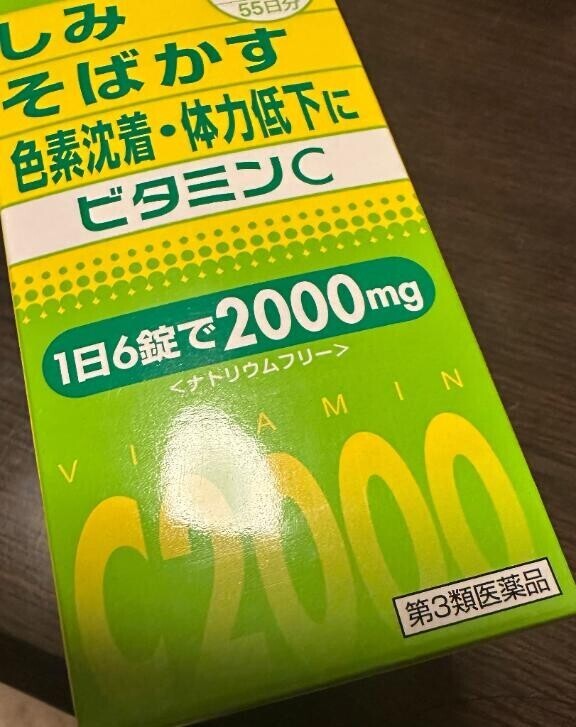 55日分
しみ
そばかす
色素沈着・体力低下に
ビタミンC
1日6錠で2000mg
<ナトリウムフリー>
VITAMIN
C2000
第3類医薬品